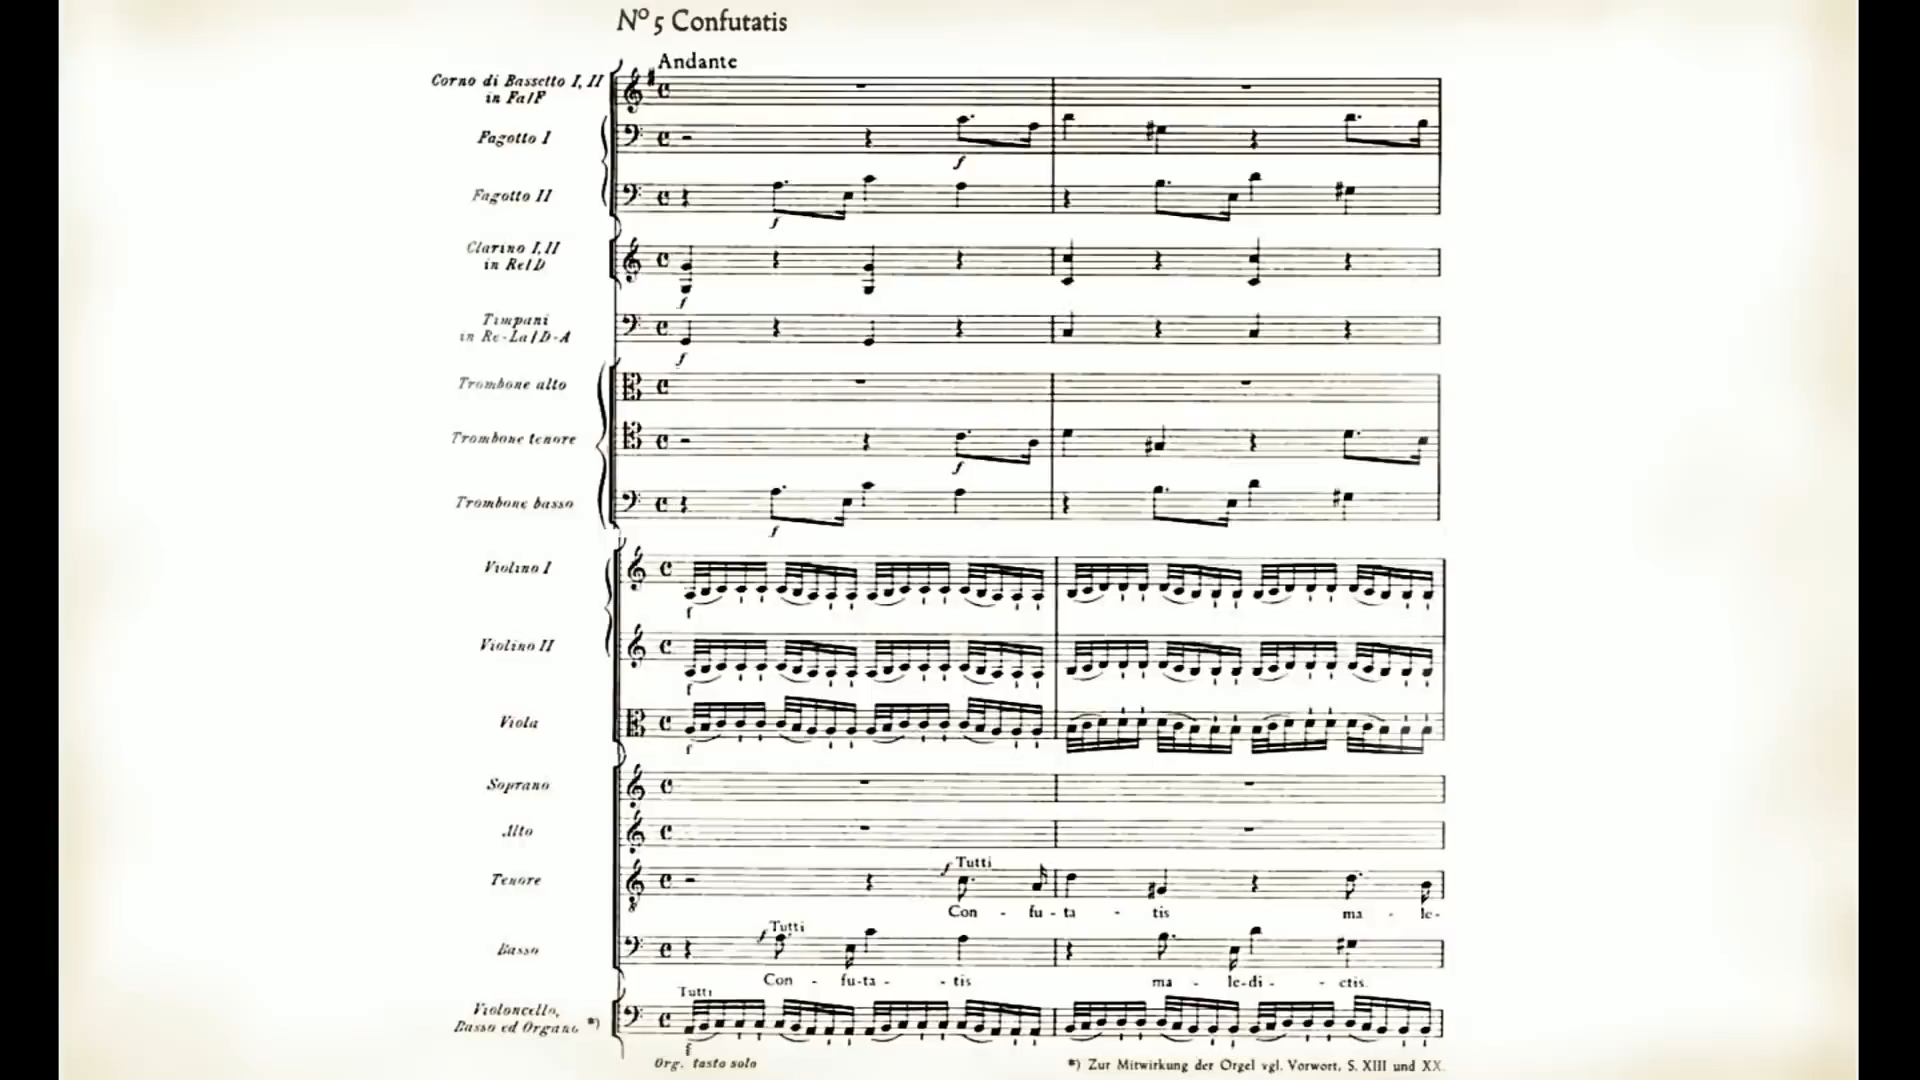 Nº 5 Confutatis
Andante
Corno di Bassetto I, II
in Fa/F
Fagotto I
f
Fagotto II
f
Clarino I, II
in Re/D
f
Timpani
in Re-La/D-A
f
Trombone alto
Trombone tenore
f
Trombone basso
f
Violino I
f
Violino II
f
Viola
f
Soprano
Alto
Tenore
f Tutti
Con - fu - ta - tis ma - le-
Basso
f Tutti
Con - fu-ta - - tis ma - le-di - - ctis.
Violoncello,
Basso ed Organo *)
Tutti
f
Org. tasto solo
*) Zur Mitwirkung der Orgel vgl. Vorwort, S. XIII und XX.